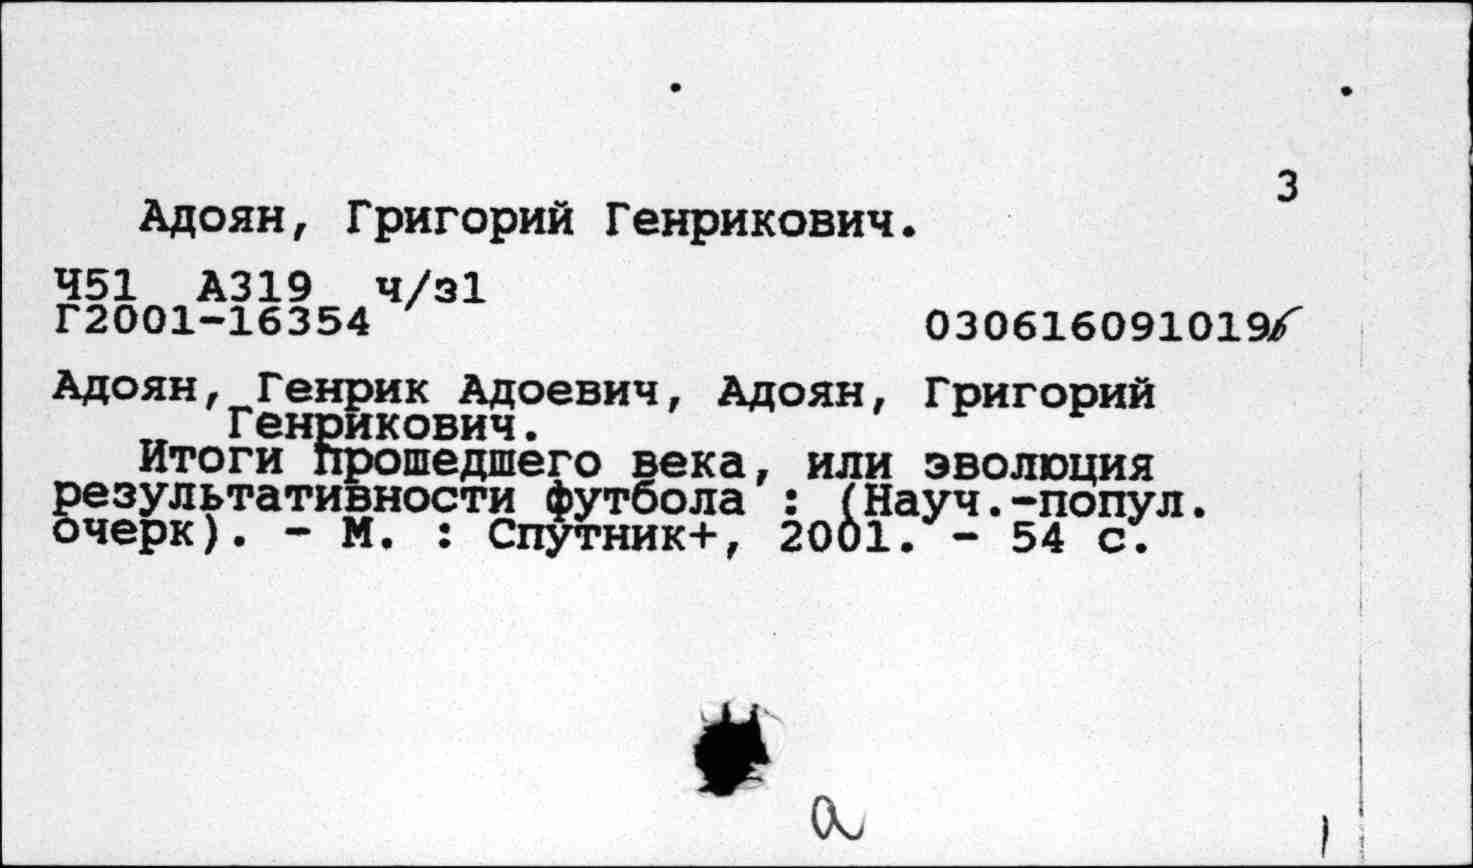 3
Адоян, Григорий Генрикович.
Ч51 А319 ч/з1
Г2001-16354 030616091019
Адоян, Генрик Адоевич, Адоян, Григорий
Генрикович.
Итоги прошедшего века, или эволюция
результативности футбола : (Науч.-попул.
очерк). - М. : Спутник+, 2001. - 54 с.
а